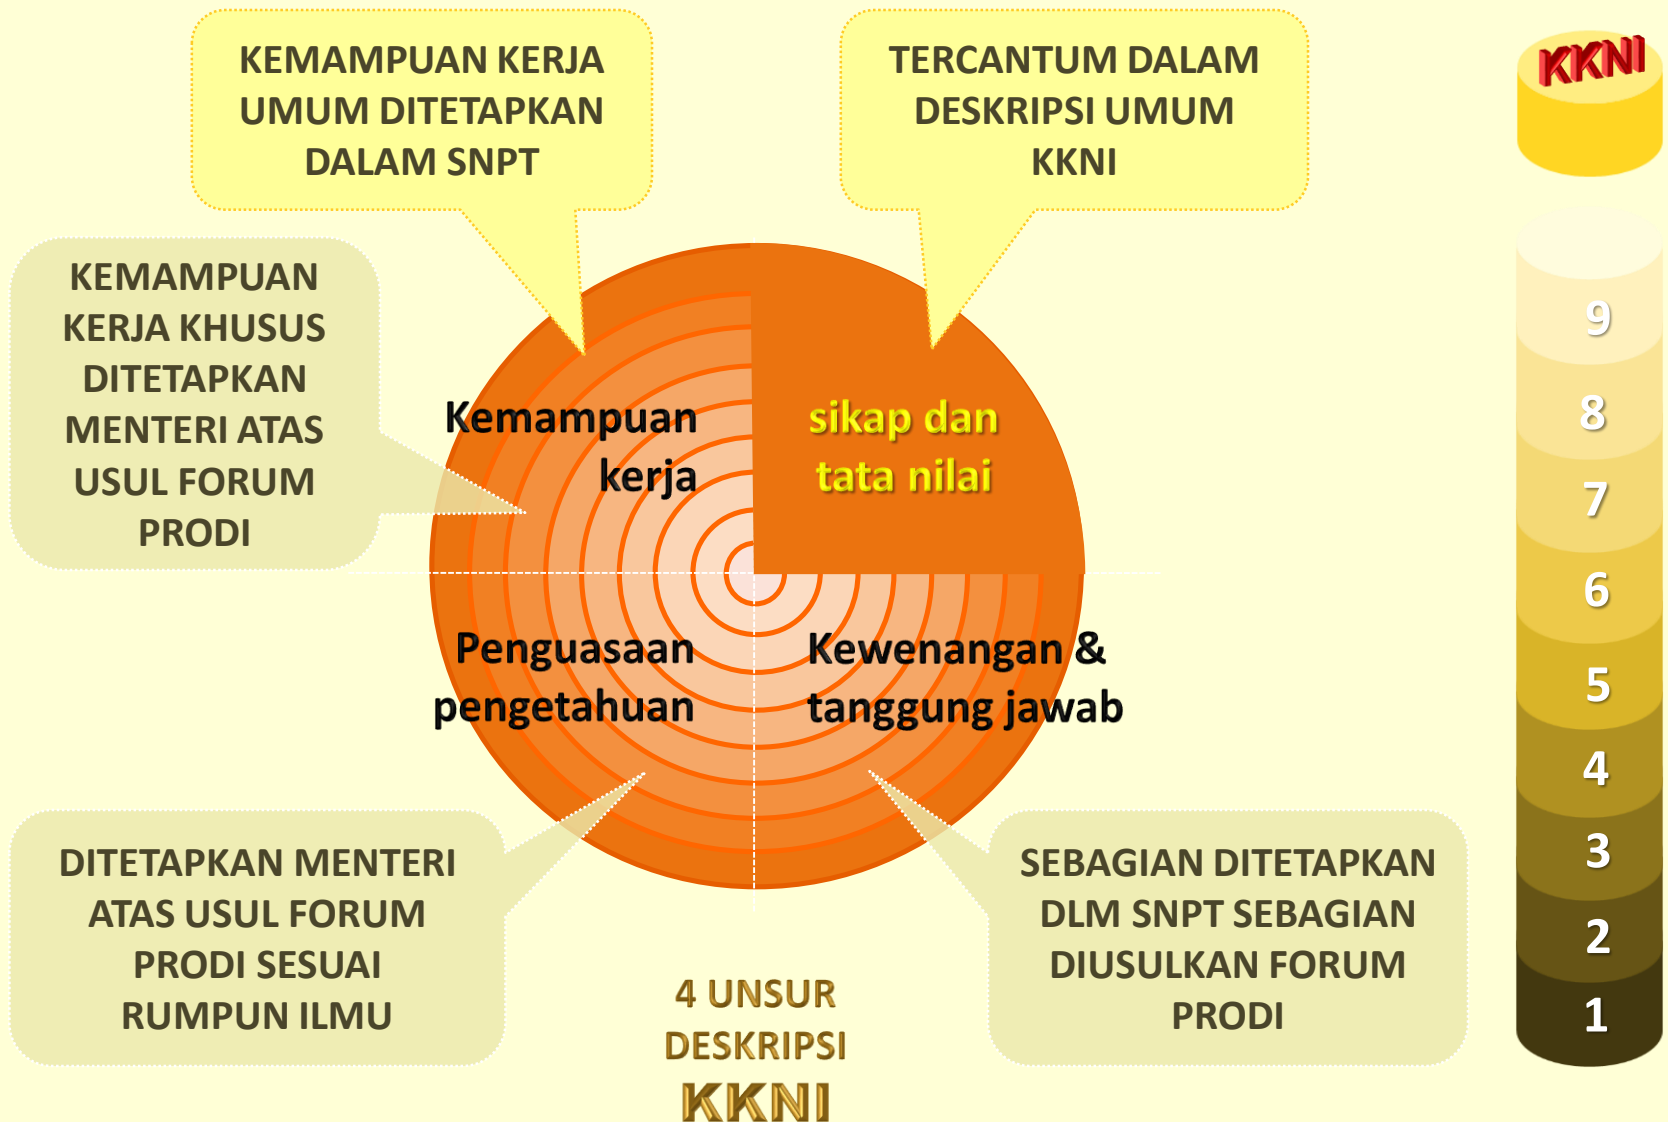 KEMAMPUAN KERJA
UMUM DITETAPKAN
DALAM SNPT
TERCANTUM DALAM
DESKRIPSI UMUM
KKNI
KKNI
KEMAMPUAN
KERJA KHUSUS
DITETAPKAN
MENTERI ATAS
USUL FORUM
PRODI
Kemampuan
kerja
sikap dan
tata nilai
Penguasaan
pengetahuan
Kewenangan &
tanggung jawab
DITETAPKAN MENTERI
ATAS USUL FORUM
PRODI SESUAI
RUMPUN ILMU
SEBAGIAN DITETAPKAN
DLM SNPT SEBAGIAN
DIUSULKAN FORUM
PRODI
4 UNSUR
DESKRIPSI
KKNI
9
8
7
6
5
4
3
2
1